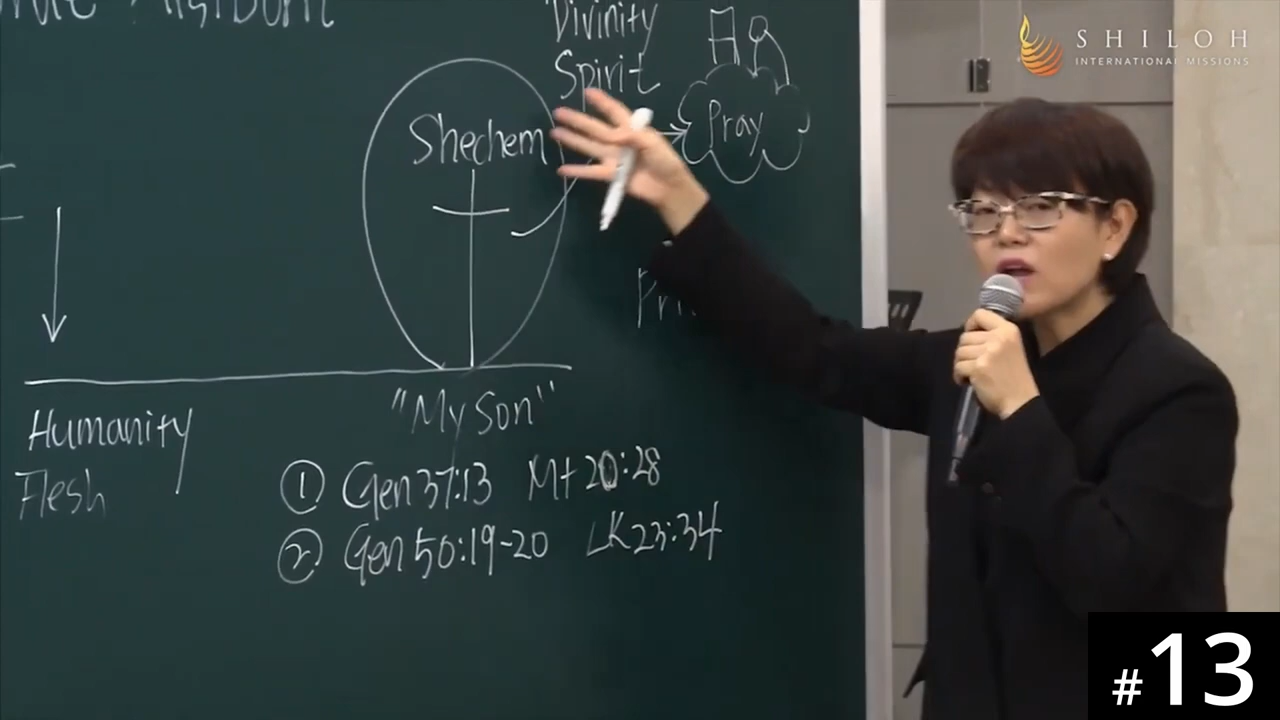 Divinity
Spirit
Pray
Shechem
SHILOH
INTERNATIONAL MISSIONS
Humanity
Flesh
"My Son"
① Gen 37:13 Mt 20:28
② Gen 50:19-20 LK 23:34
#13